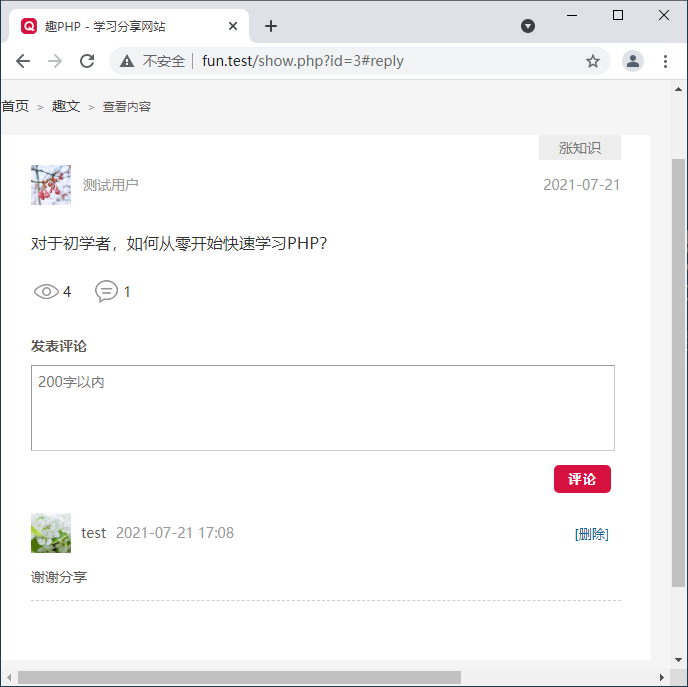 趣PHP - 学习分享网站
不安全 fun.test/show.php?id=3#reply
首页 > 趣文 > 查看内容
涨知识
测试用户 2021-07-21
对于初学者，如何从零开始快速学习PHP？
4 1
发表评论
200字以内
评论
test 2021-07-21 17:08 [删除]
谢谢分享